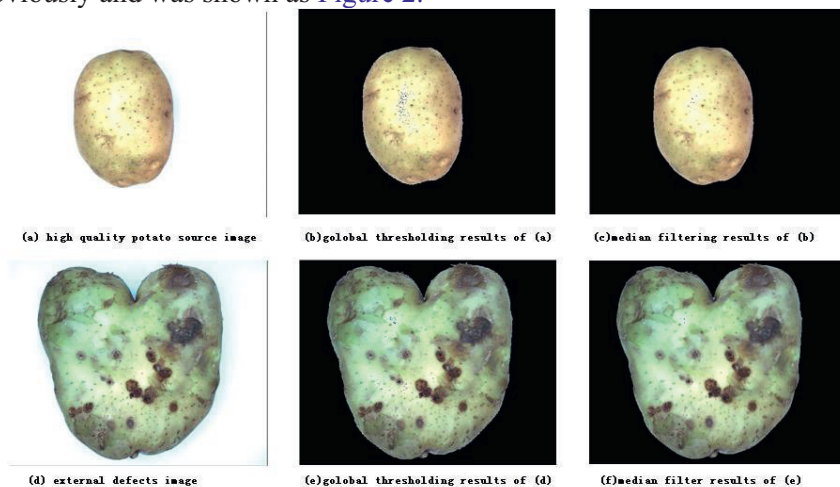 viously and was shown as Figure 2.
(a) high quality potato source image
(b)golobal thresholding results of (a)
(c)median filtering results of (b)
(d) external defects image
(e)golobal thresholding results of (d)
(f)median filter results of (e)